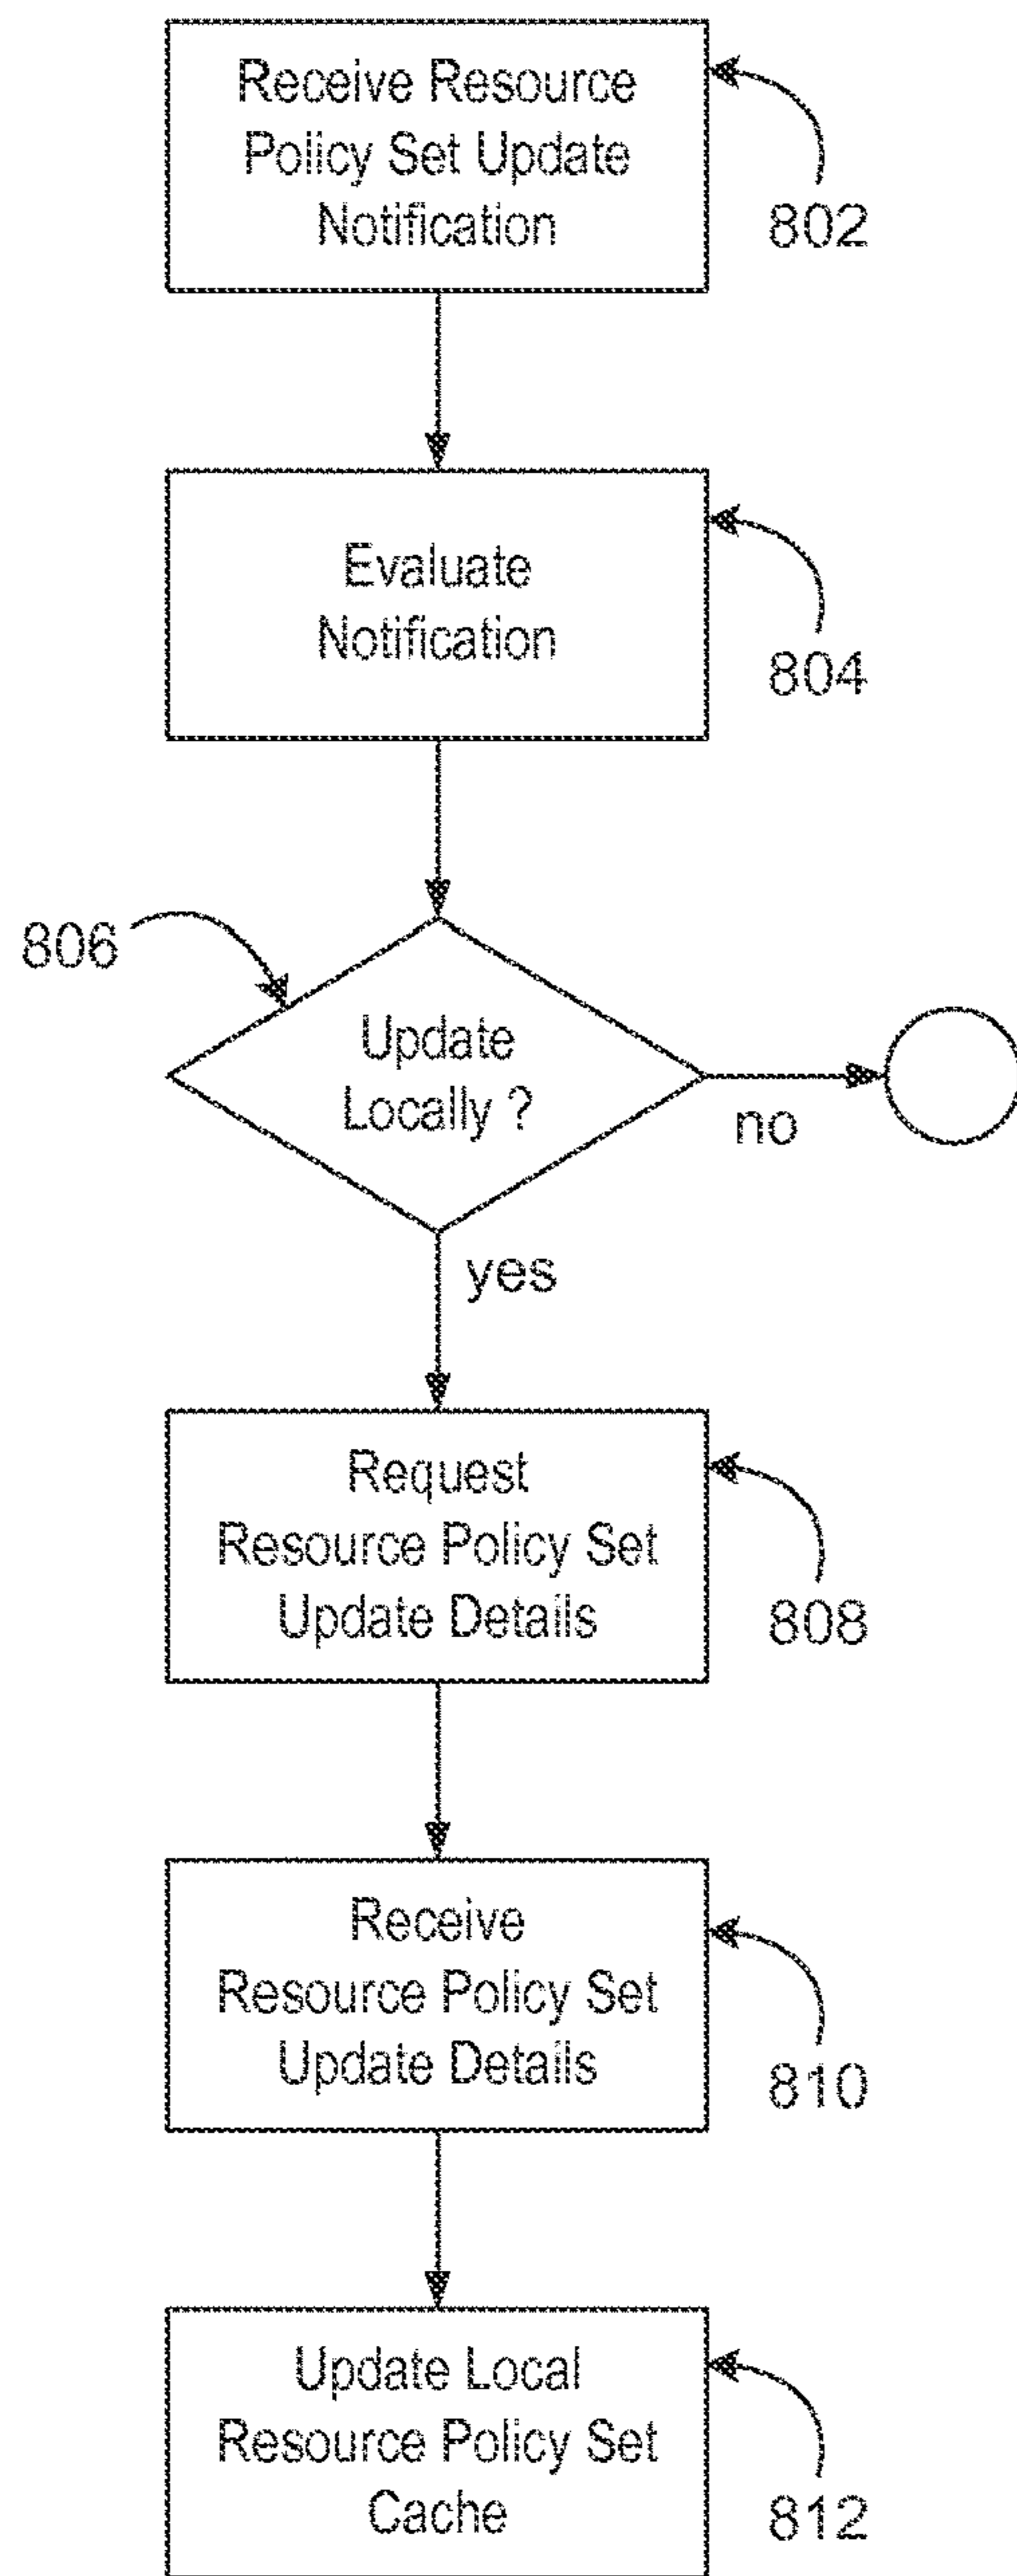 Receive Resource
Policy Set Update
Notification
802
Evaluate
Notification
804
806
Update
Locally ?
no
yes
Request
Resource Policy Set
Update Details
808
Receive
Resource Policy Set
Update Details
810
Update Local
Resource Policy Set
Cache
812